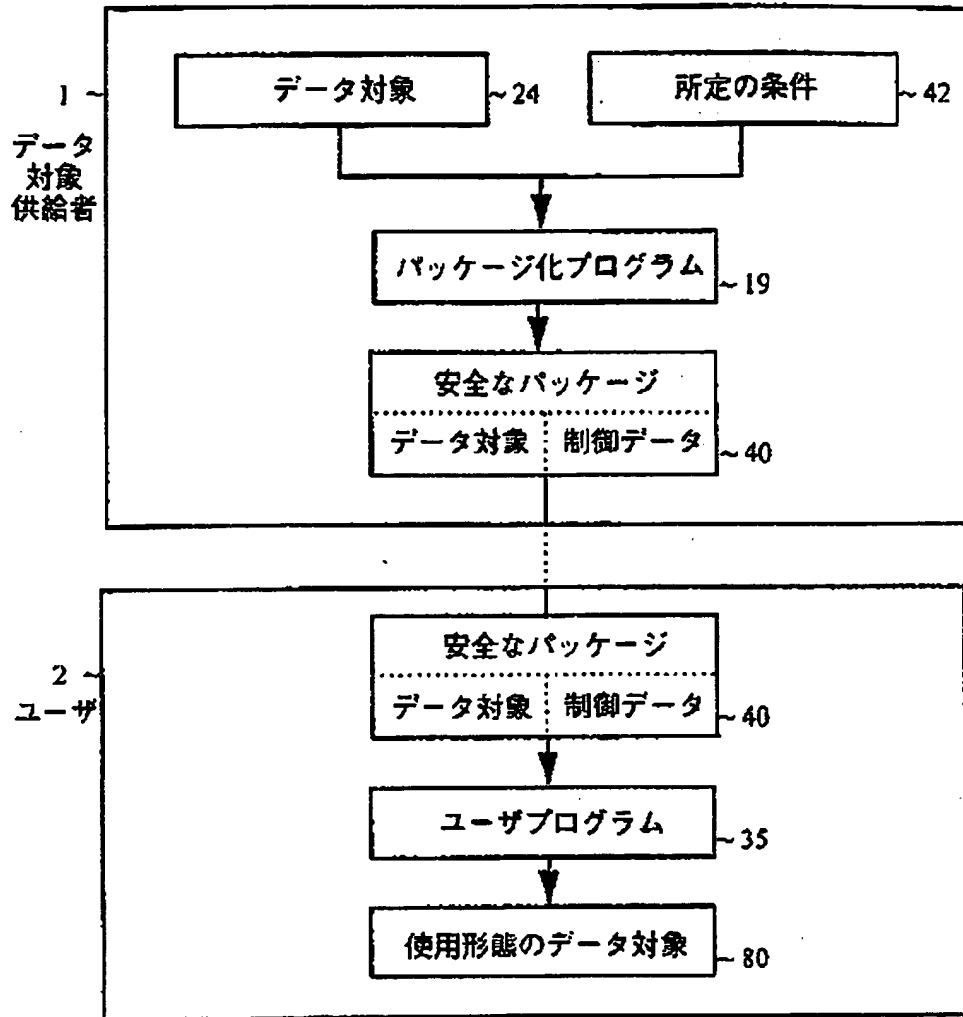 データ対象 ~24
所定の条件 ~42
1 ~
データ
対象
供給者
パッケージ化プログラム ~19
安全なパッケージ
データ対象 制御データ ~40
安全なパッケージ
2 ~
ユーザ
データ対象 制御データ ~40
ユーザプログラム ~35
使用形態のデータ対象 ~80